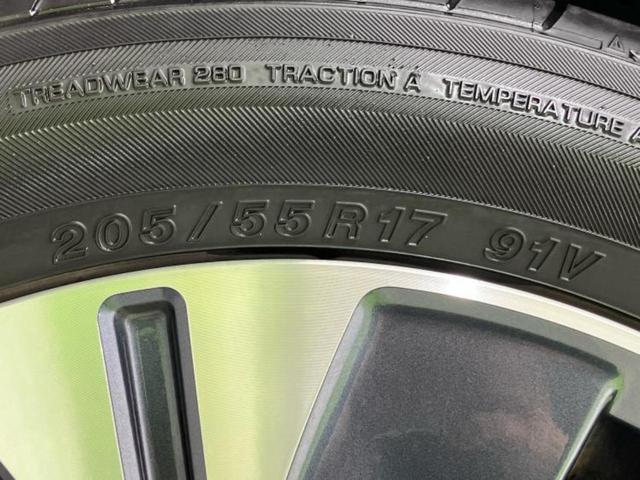 TREADWEAR 280 TRACTION A TEMPERATURE A
205/55R17 91V